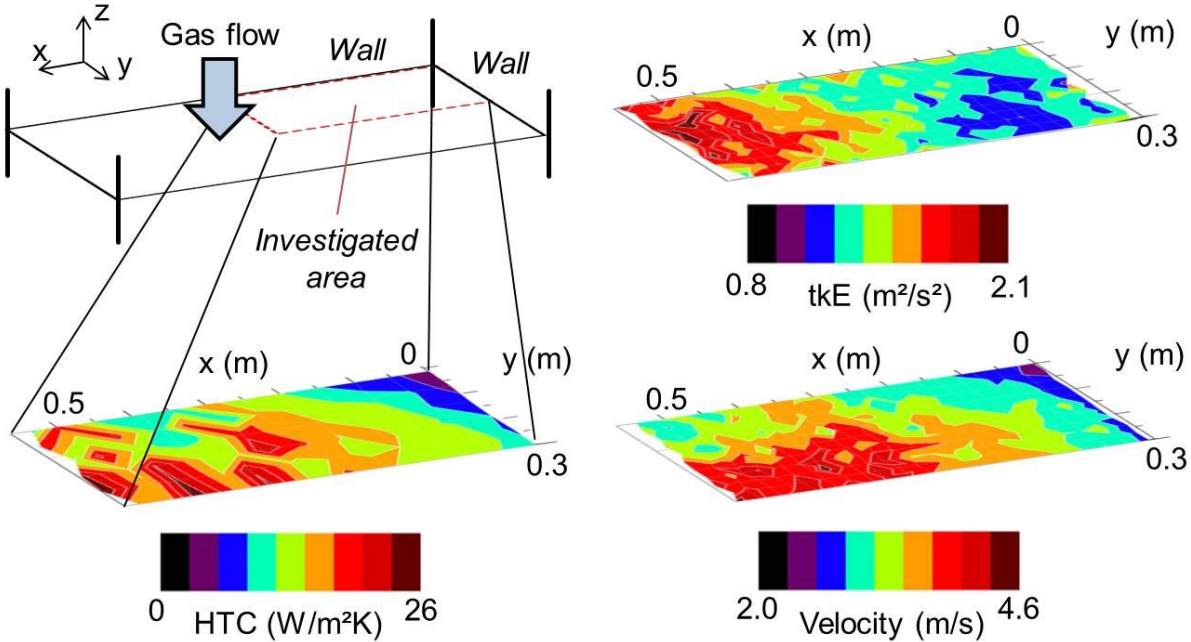 z
x
y
Gas flow
Wall
Wall
Investigated
area
x (m)
0
y (m)
0.5
0.3
0.8
tkE (m²/s²)
2.1
x (m)
0
y (m)
0.5
0.3
0
HTC (W/m²K)
26
x (m)
0
y (m)
0.5
0.3
2.0
Velocity (m/s)
4.6